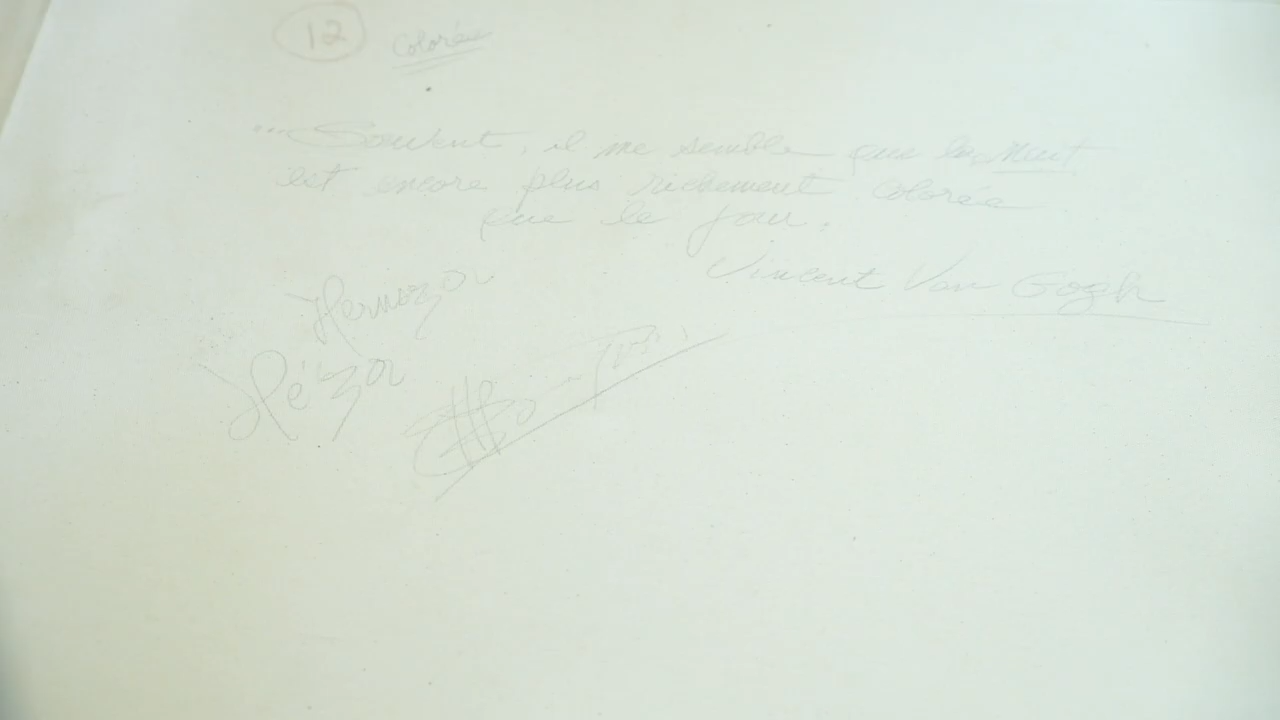 12 Colorée
"... Souvent, il me semble que la Nuit
est encore plus richement colorée
que le jour.
Vincent Van Gogh